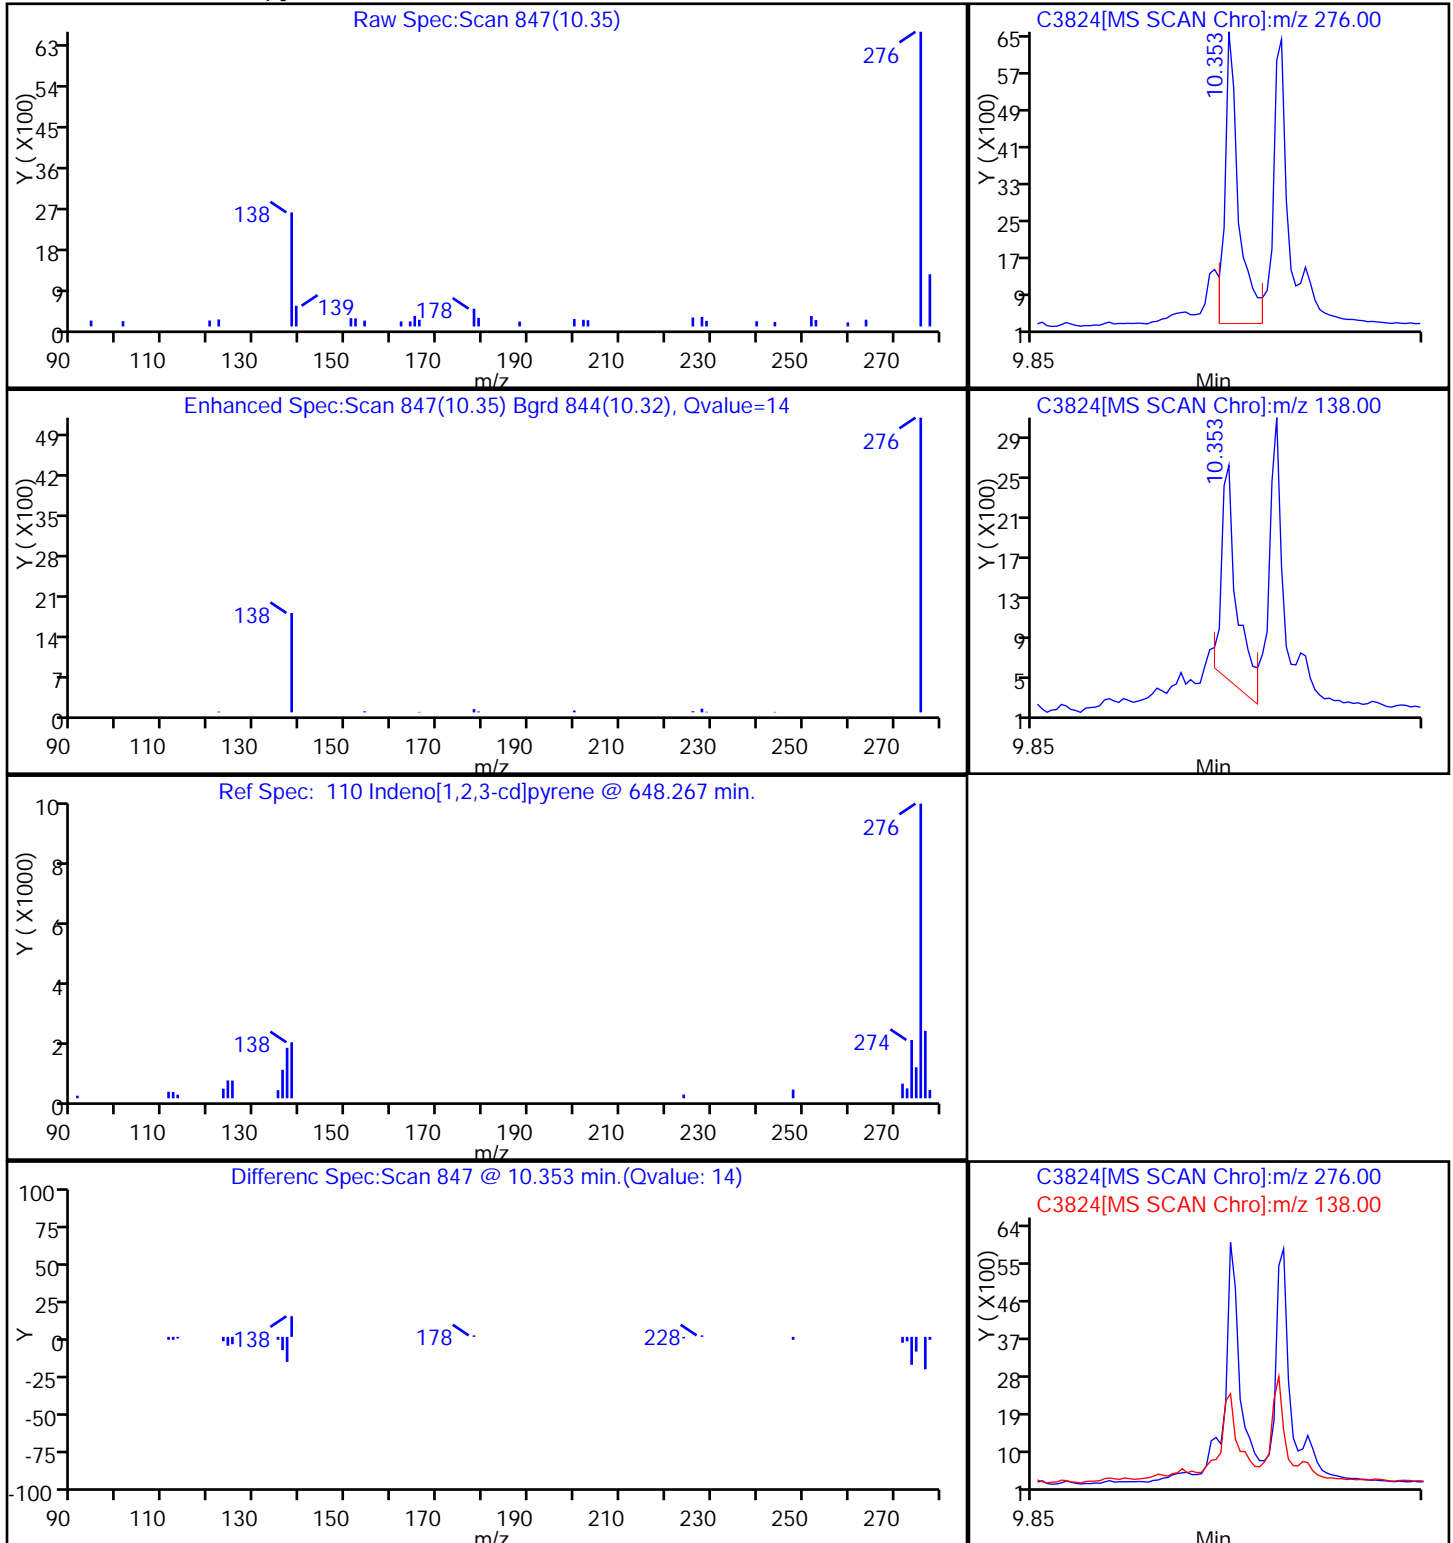 Raw Spec:Scan 847(10.35)
Y ( X100)
63
54
45
36
27
18
9
0
276
138
139
178
90 110 130 150 170 190 210 230 250 270
m/z
C3824[MS SCAN Chro]:m/z 276.00
Y ( X100)
65
57
49
41
33
25
17
9
1
10.353
9.85
Min
Enhanced Spec:Scan 847(10.35) Bgrd 844(10.32), Qvalue=14
Y ( X100)
49
42
35
28
21
14
7
0
276
138
90 110 130 150 170 190 210 230 250 270
m/z
C3824[MS SCAN Chro]:m/z 138.00
Y ( X100)
29
25
21
17
13
9
5
1
10.353
9.85
Min
Ref Spec: 110 Indeno[1,2,3-cd]pyrene @ 648.267 min.
Y ( X1000)
10
8
6
4
2
0
276
274
138
90 110 130 150 170 190 210 230 250 270
m/z
Differenc Spec:Scan 847 @ 10.353 min.(Qvalue: 14)
Y
100
75
50
25
0
-25
-50
-75
-100
138
178
228
90 110 130 150 170 190 210 230 250 270
m/z
C3824[MS SCAN Chro]:m/z 276.00
C3824[MS SCAN Chro]:m/z 138.00
Y ( X100)
64
55
46
37
28
19
10
1
9.85
Min